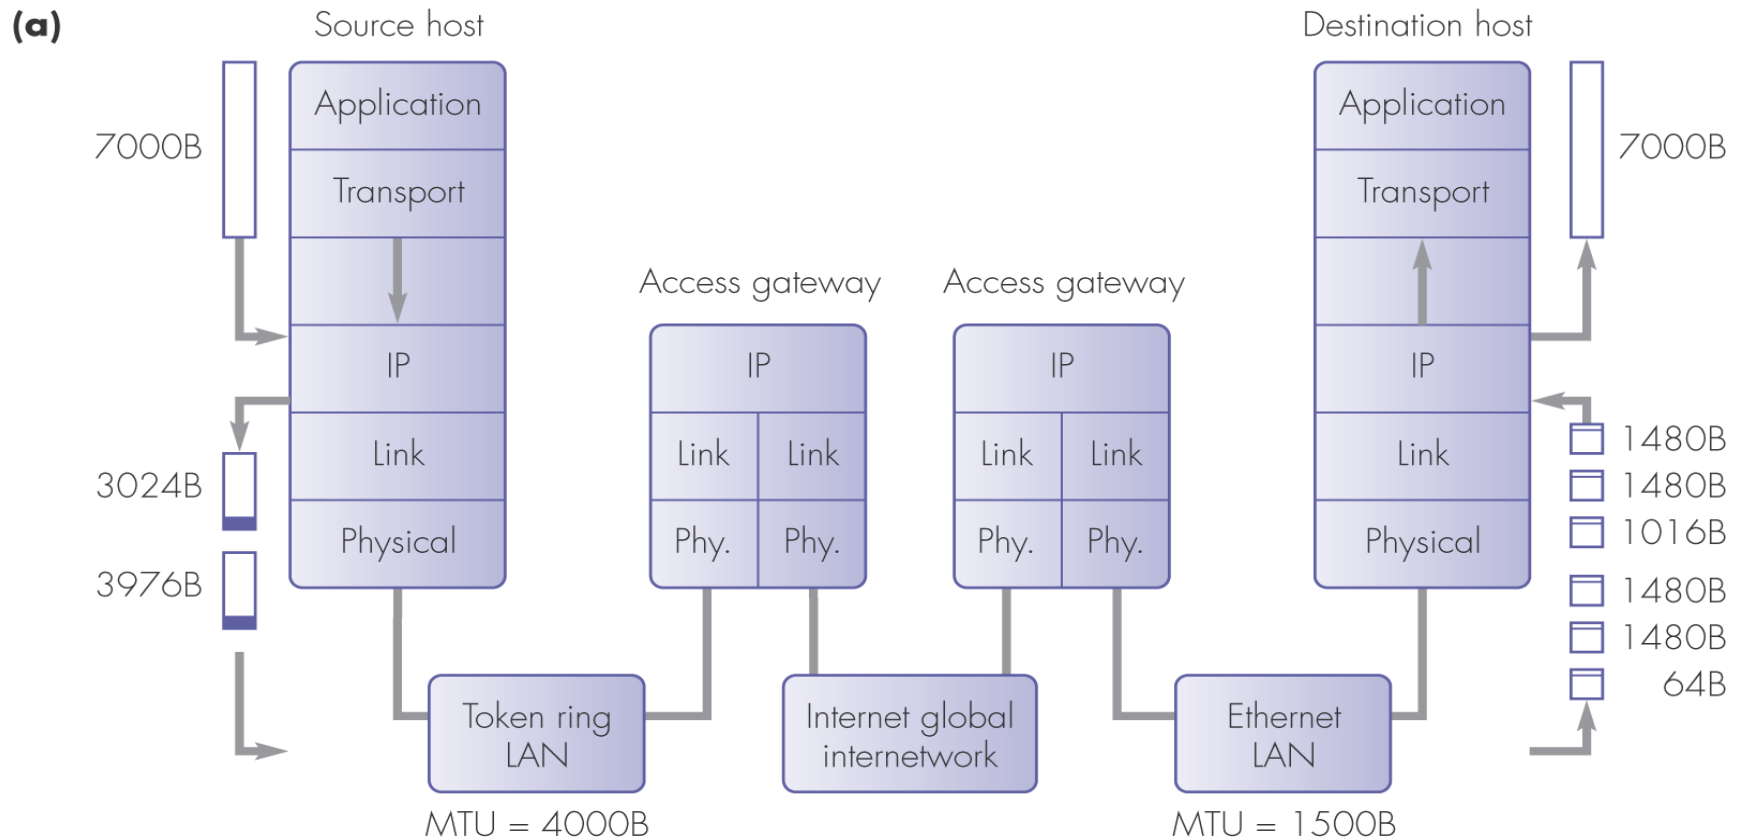 (a)
Source host
Destination host
7000B
Application
Transport
IP
Link
Physical
3024B
3976B
Access gateway
IP
Link
Link
Phy.
Phy.
Access gateway
IP
Link
Link
Phy.
Phy.
Application
Transport
IP
Link
Physical
7000B
1480B
1480B
1016B
1480B
1480B
64B
Token ring
LAN
MTU = 4000B
Internet global
internetwork
Ethernet
LAN
MTU = 1500B